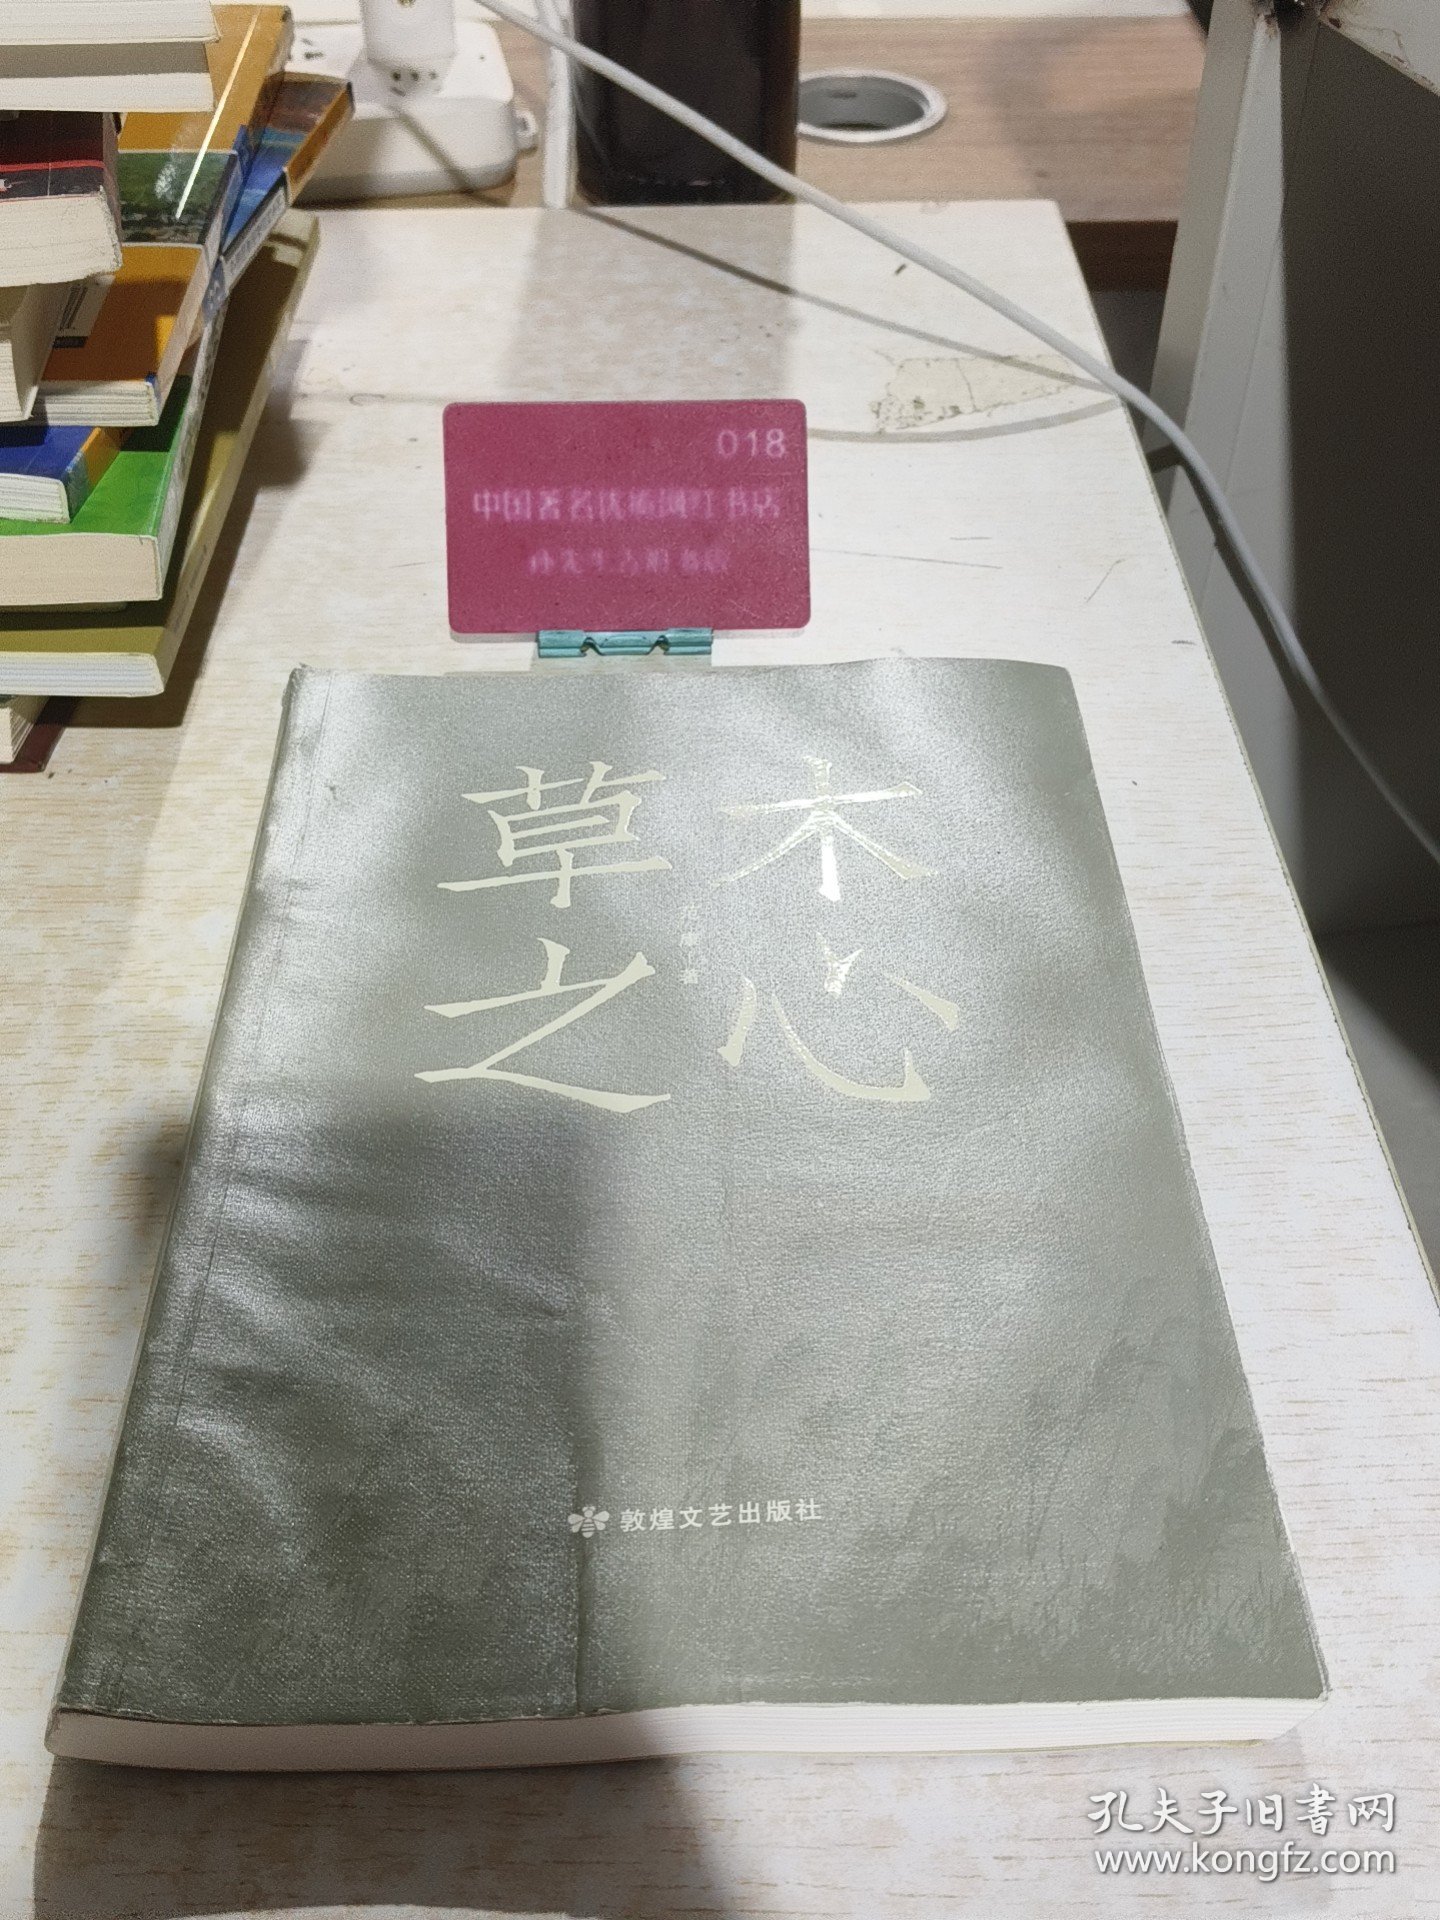 018
中国著名优质网红书店
草木
之心
敦煌文艺出版社
孔夫子旧书网
www.kongfz.com